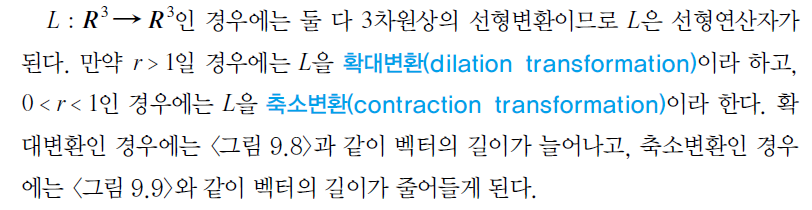 L : R³ → R³인 경우에는 둘 다 3차원상의 선형변환이므로 L은 선형연산자가
된다. 만약 r > 1일 경우에는 L을 확대변환(dilation transformation)이라 하고,
0 < r < 1인 경우에는 L을 축소변환(contraction transformation)이라 한다. 확
대변환인 경우에는 〈그림 9.8〉과 같이 벡터의 길이가 늘어나고, 축소변환인 경우
에는 〈그림 9.9〉와 같이 벡터의 길이가 줄어들게 된다.